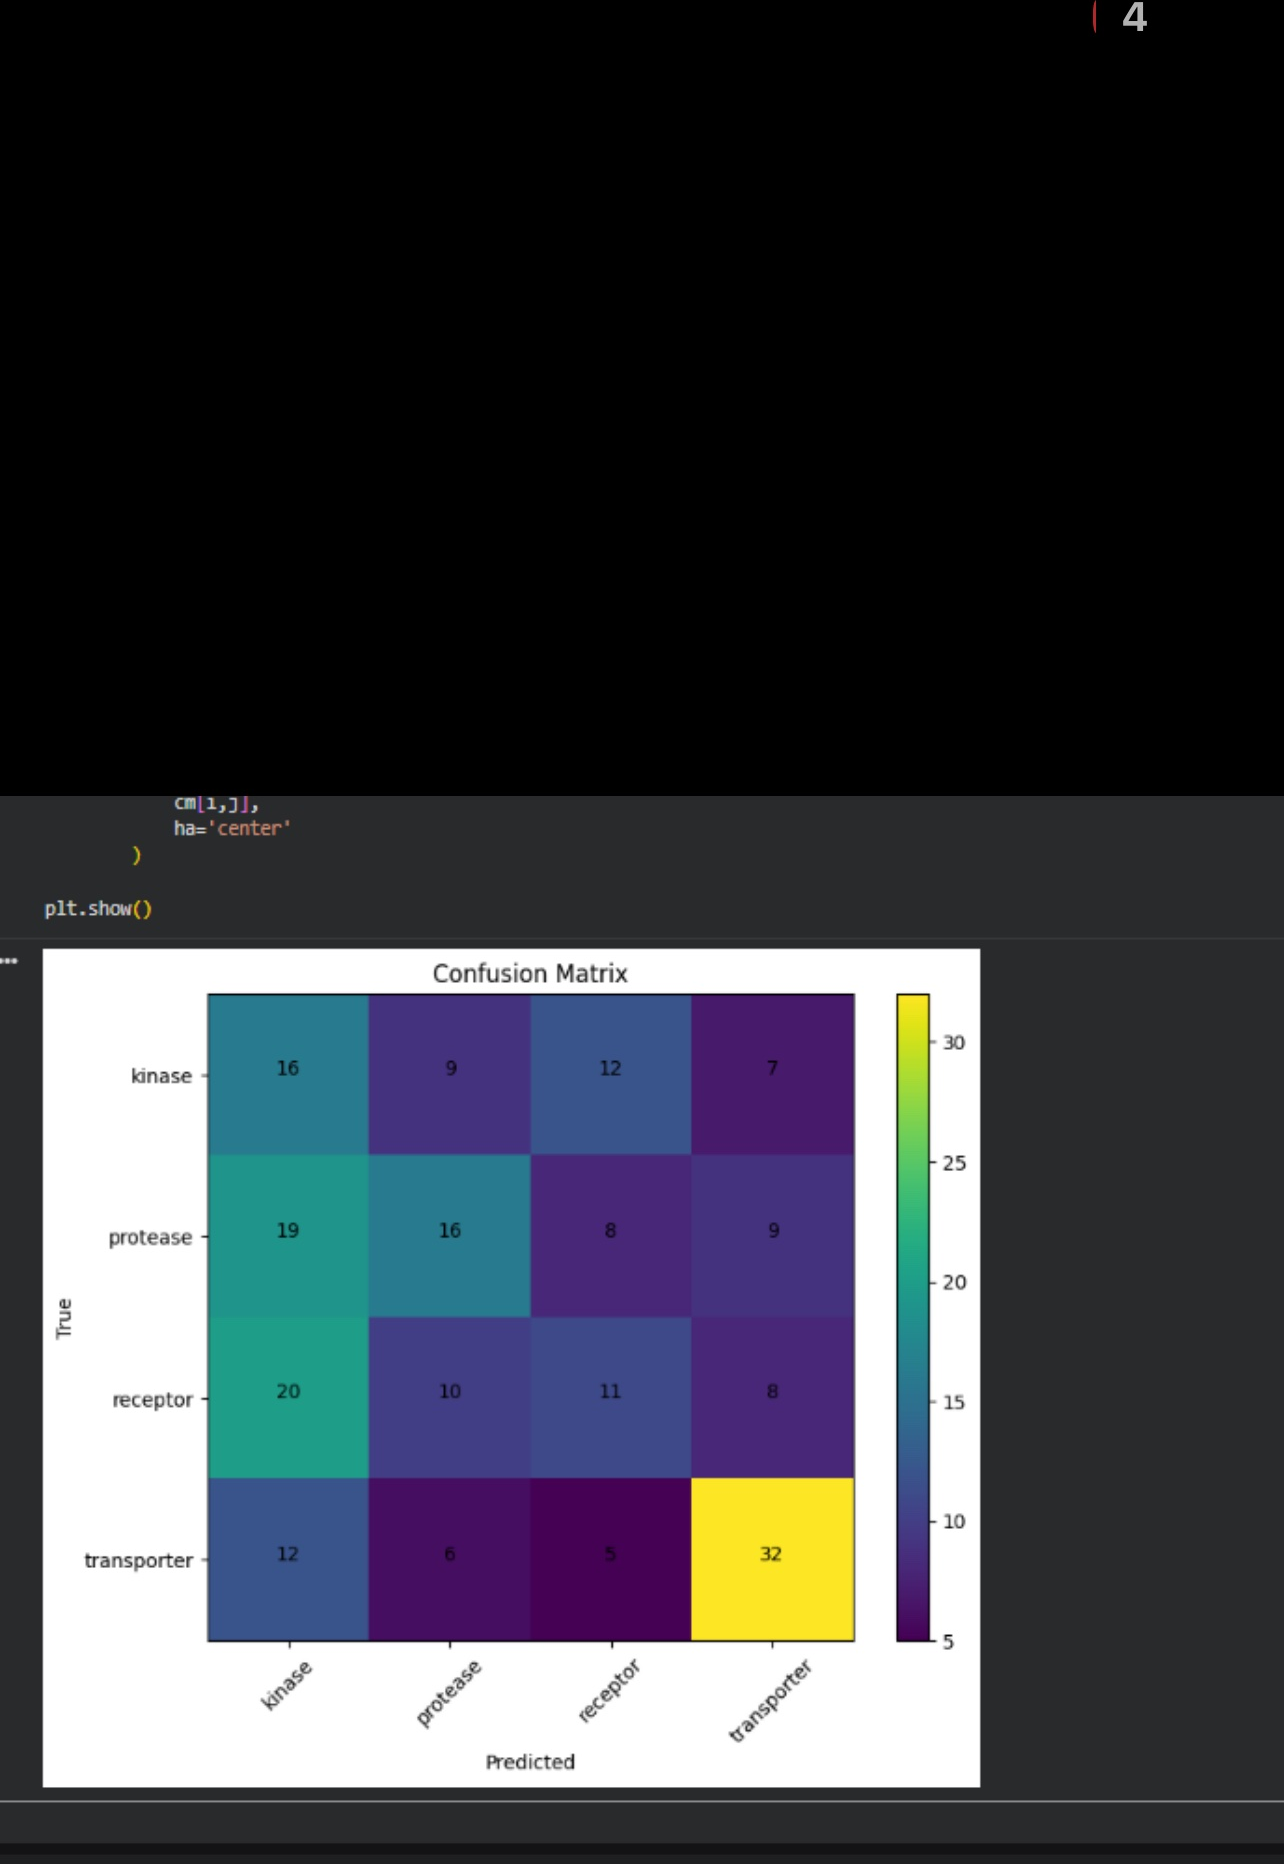 4
cm[i,j],
ha='center'
)
plt.show()
Confusion Matrix
kinase 16 9 12 7
protease 19 16 8 9
receptor 20 10 11 8
transporter 12 6 5 32
True
kinase protease receptor transporter
Predicted
30
25
20
15
10
5